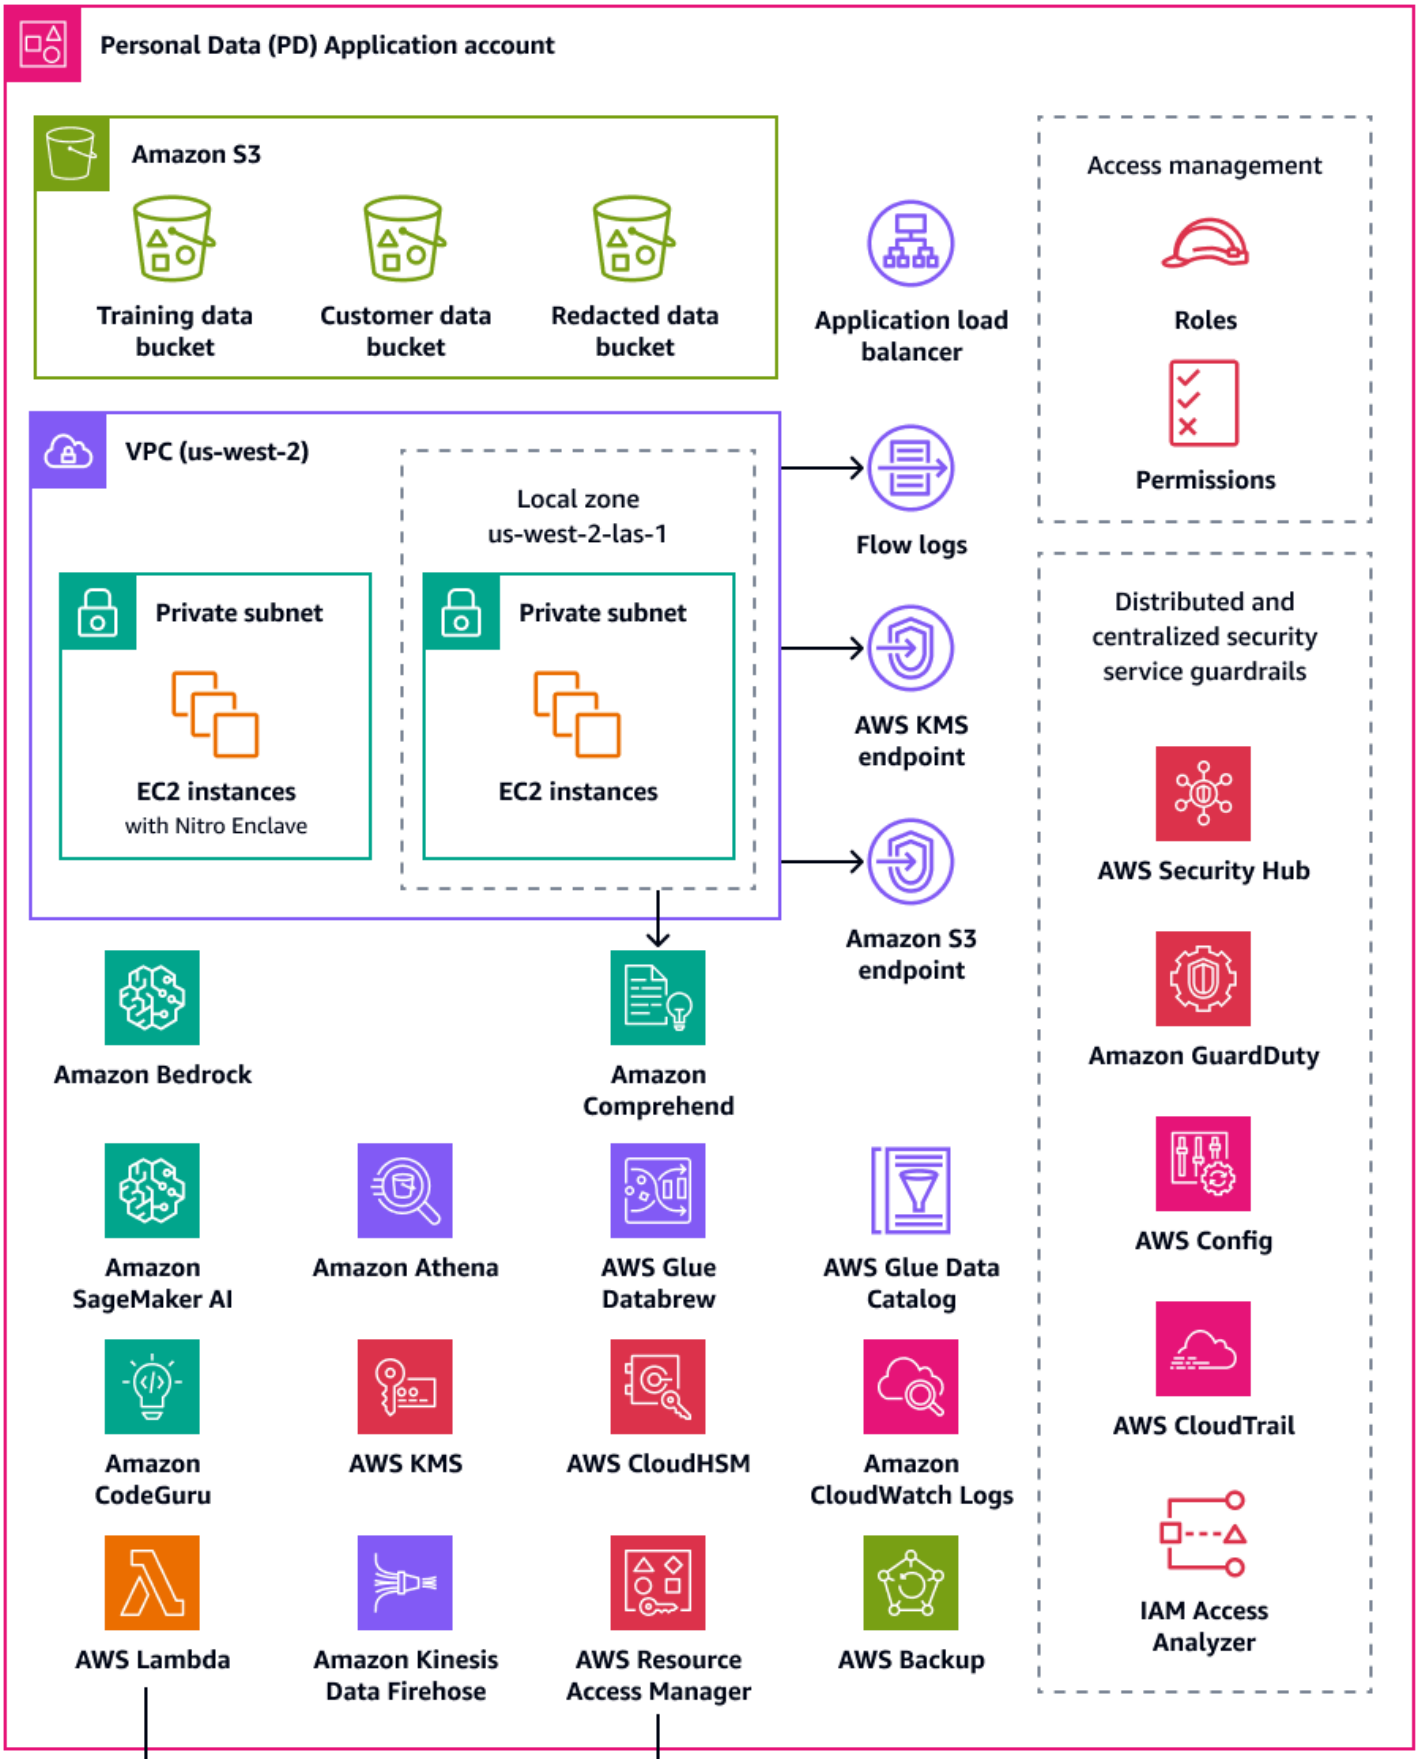 Personal Data (PD) Application account
Amazon S3
Training data
bucket
Customer data
bucket
Redacted data
bucket
Application load
balancer
Access management
Roles
Permissions
VPC (us-west-2)
Local zone
us-west-2-las-1
Private subnet
EC2 instances
with Nitro Enclave
Private subnet
EC2 instances
Flow logs
AWS KMS
endpoint
Amazon S3
endpoint
Distributed and
centralized security
service guardrails
AWS Security Hub
Amazon GuardDuty
AWS Config
AWS CloudTrail
IAM Access
Analyzer
Amazon Bedrock
Amazon
Comprehend
Amazon
SageMaker AI
Amazon Athena
AWS Glue
Databrew
AWS Glue Data
Catalog
Amazon
CodeGuru
AWS KMS
AWS CloudHSM
Amazon
CloudWatch Logs
AWS Lambda
Amazon Kinesis
Data Firehose
AWS Resource
Access Manager
AWS Backup